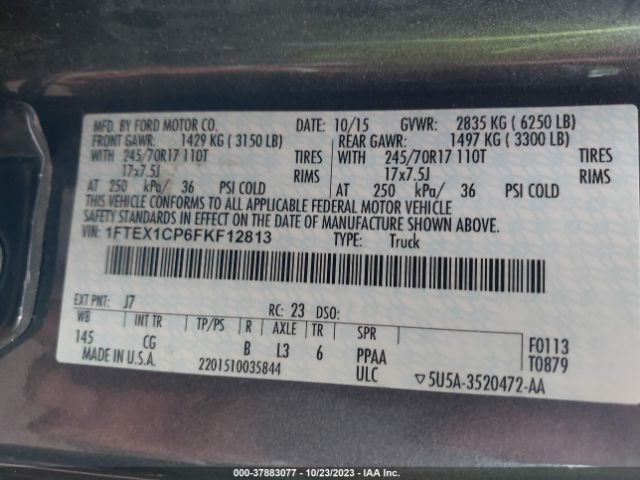 MFD. BY FORD MOTOR CO. DATE: 10/15 GVWR: 2835 KG ( 6250 LB)
FRONT GAWR: 1429 KG ( 3150 LB) REAR GAWR: 1497 KG ( 3300 LB)
WITH 245/70R17 110T TIRES WITH 245/70R17 110T TIRES
17x7.5J RIMS 17x7.5J RIMS
AT 250 kPa/ 36 PSI COLD AT 250 kPa/ 36 PSI COLD
THIS VEHICLE CONFORMS TO ALL APPLICABLE FEDERAL MOTOR VEHICLE
SAFETY STANDARDS IN EFFECT ON THE DATE OF MANUFACTURE SHOWN ABOVE.
VIN: 1FTEX1CP6FKF12813 TYPE: Truck
EXT PNT: J7 RC: 23 DSO:
WB INT TR TP/PS R AXLE TR SPR
145 CG B L3 6 PPAA F0113
T0879
MADE IN U.S.A. 2201510035844 ULC ▽5U5A-3520472-AA
000-37883077 - 10/23/2023 - IAA